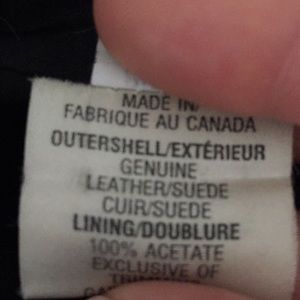 MADE IN/
FABRIQUE AU CANADA
OUTERSHELL/EXTÉRIEUR
GENUINE
LEATHER/SUEDE
CUIR/SUEDE
LINING/DOUBLURE
100% ACETATE
EXCLUSIVE OF